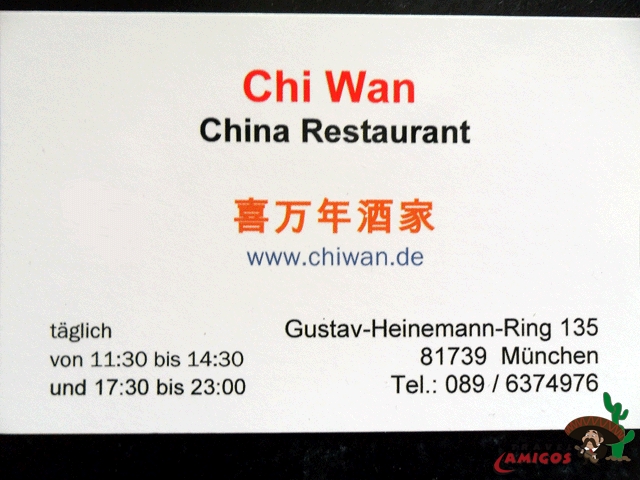 Chi Wan
China Restaurant
喜万年酒家
www.chiwan.de
täglich
von 11:30 bis 14:30
und 17:30 bis 23:00
Gustav-Heinemann-Ring 135
81739 München
Tel.: 089 / 6374976
AMIGOS